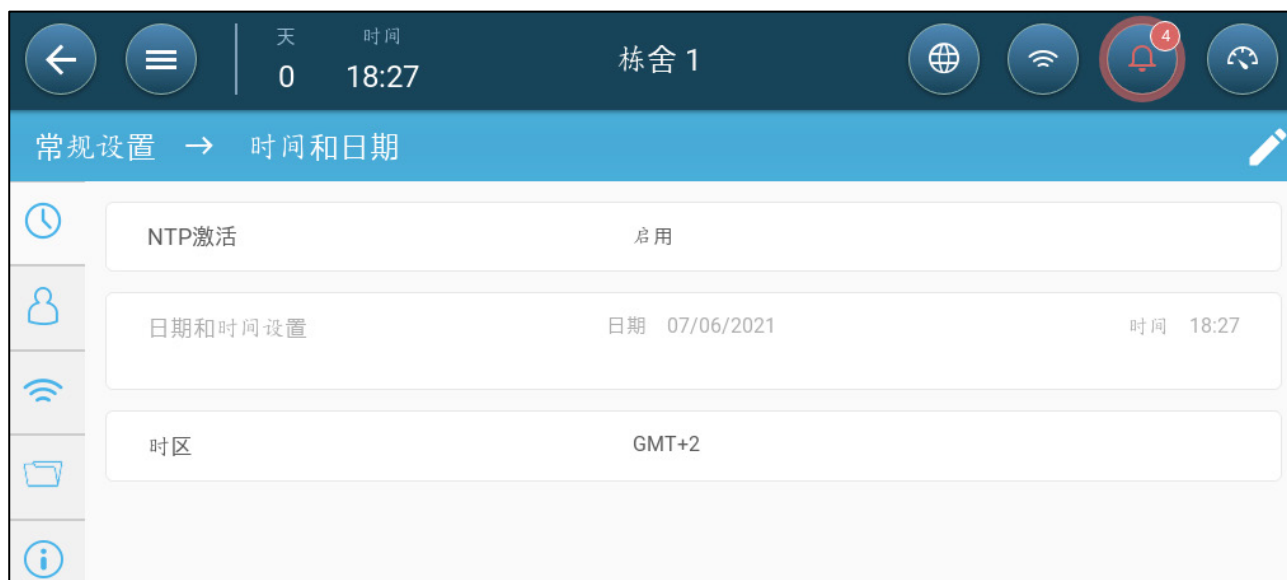 天 时间
0 18:27 栋舍 1 4
常规设置 → 时间和日期
NTP激活 启用
日期和时间设置 日期 07/06/2021 时间 18:27
时区 GMT+2